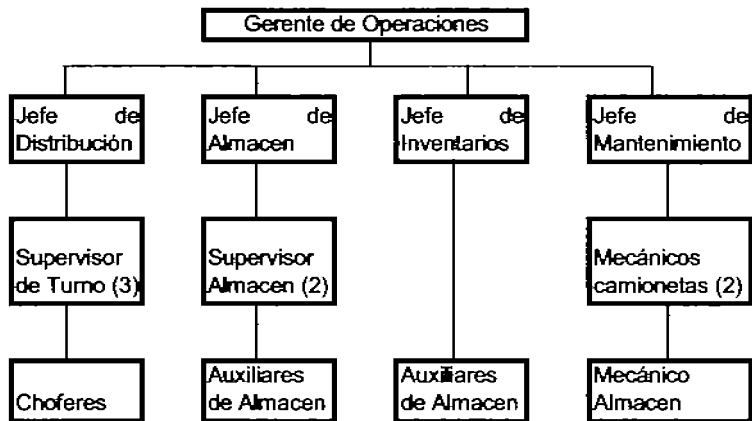 Gerente de Operaciones
Jefe de
Distribución
Jefe de
Almacen
Jefe de
Inventarios
Jefe de
Mantenimiento
Supervisor
de Turno (3)
Supervisor
Almacen (2)
Mecánicos
camionetas (2)
Choferes
Auxiliares
de Almacen
Auxiliares
de Almacen
Mecánico
Almacen